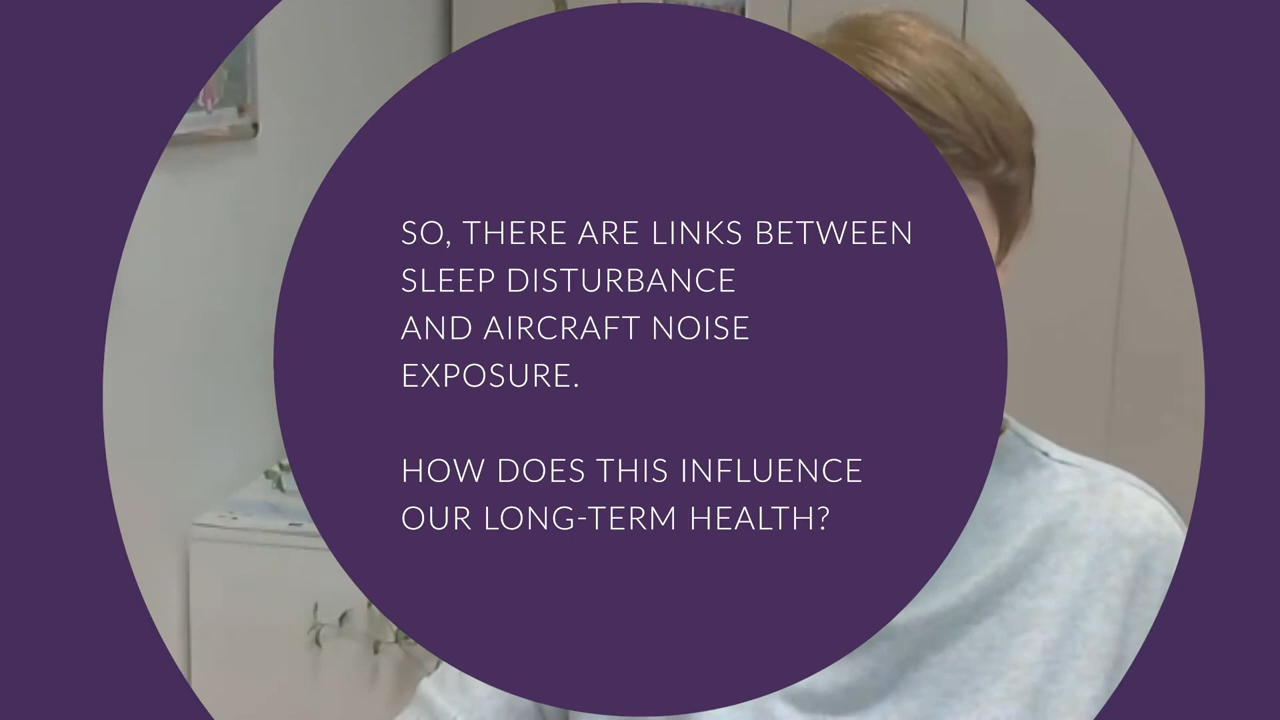 SO, THERE ARE LINKS BETWEEN
SLEEP DISTURBANCE
AND AIRCRAFT NOISE
EXPOSURE.
HOW DOES THIS INFLUENCE
OUR LONG-TERM HEALTH?